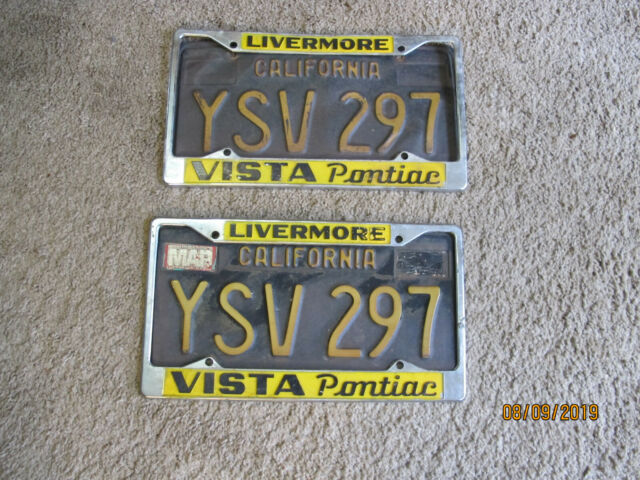 LIVERMORE
CALIFORNIA
YSV 297
VISTA Pontiac
LIVERMORE
MAR
CALIFORNIA
YSV 297
VISTA Pontiac
08/09/2019